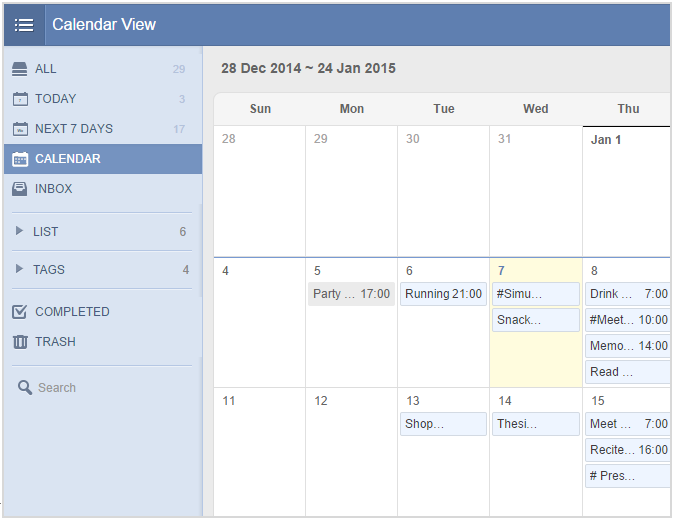 Calendar View
ALL 29
TODAY 3
NEXT 7 DAYS 17
CALENDAR
INBOX
LIST 6
TAGS 4
COMPLETED
TRASH
Search
28 Dec 2014 ~ 24 Jan 2015
Sun Mon Tue Wed Thu
28 29 30 31 Jan 1
4 5 6 7 8
Party ... 17:00 Running 21:00 #Simu... Drink ... 7:00
Snack... #Meet... 10:00
Memo... 14:00
Read ...
11 12 13 14 15
Shop... Thesi... Meet ... 7:00
Recite... 16:00
# Pres...